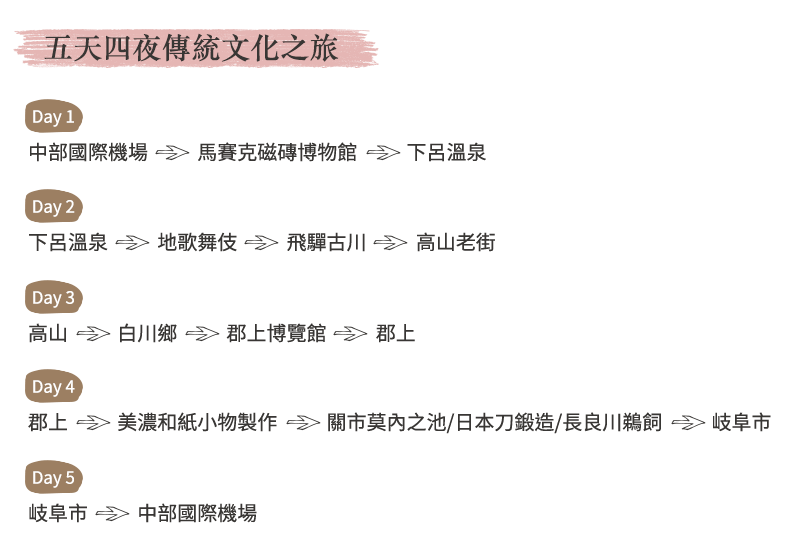 五天四夜傳統文化之旅
Day 1
中部國際機場 ⇨ 馬賽克磁磚博物館 ⇨ 下呂溫泉
Day 2
下呂溫泉 ⇨ 地歌舞伎 ⇨ 飛驒古川 ⇨ 高山老街
Day 3
高山 ⇨ 白川鄉 ⇨ 郡上博覽館 ⇨ 郡上
Day 4
郡上 ⇨ 美濃和紙小物製作 ⇨ 關市莫內之池/日本刀鍛造/長良川鵜飼 ⇨ 岐阜市
Day 5
岐阜市 ⇨ 中部國際機場